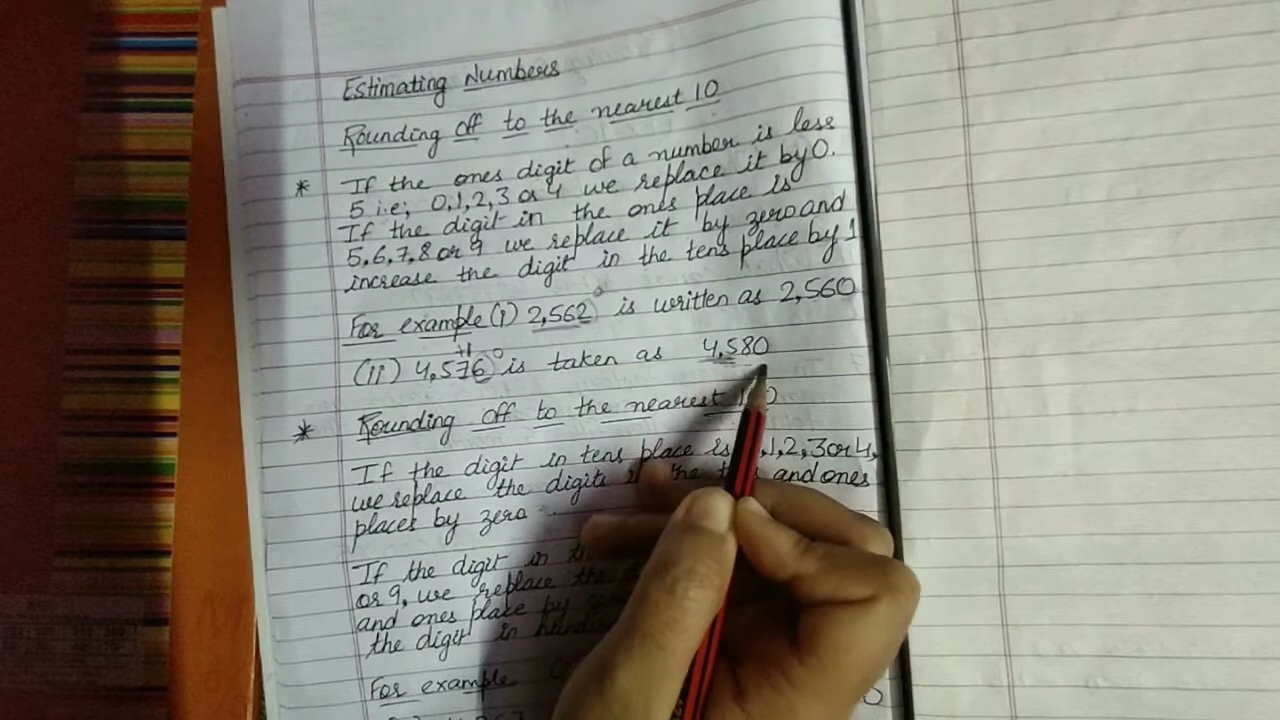 Estimating Numbers
Rounding off to the nearest 10
* If the ones digit of a number is less
5 i.e; 0,1,2,3 or 4 we replace it by 0.
If the digit in the ones place is
5,6,7,8 or 9 we replace it by zero and
increase the digit in the tens place by 1
For example (i) 2,562 0 is written as 2,560
+1
(ii) 4,576 0 is taken as 4,580
* Rounding off to the nearest
If the digit in tens place is 1,2,3 or 4,
we replace the digits the and ones
places by zero
If the digit in
or 9, we replace the
and ones place by
the digit in
For example